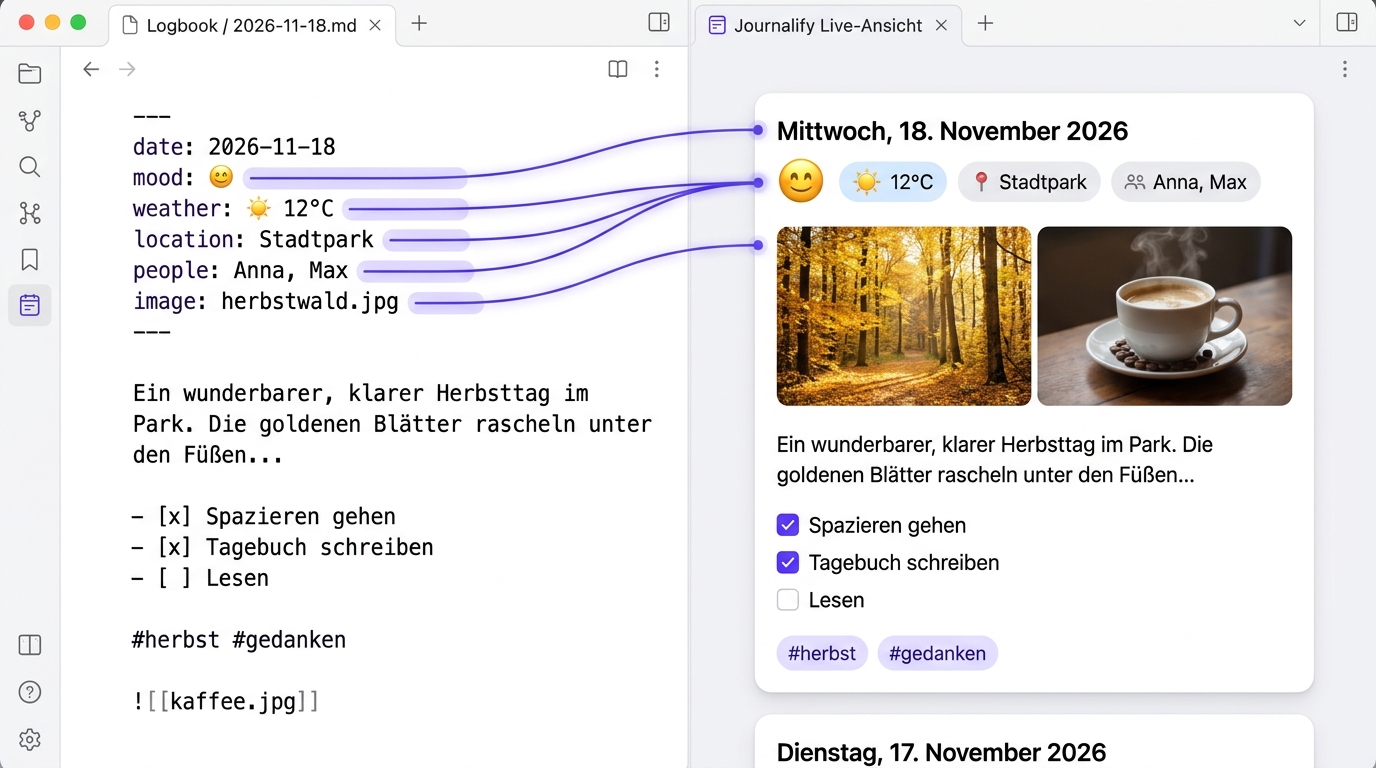 Logbook / 2026-11-18.md
---
date: 2026-11-18
mood: 😊
weather: ☀️ 12°C
location: Stadtpark
people: Anna, Max
image: herbstwald.jpg
---
Ein wunderbarer, klarer Herbsttag im
Park. Die goldenen Blätter rascheln unter
den Füßen...
- [x] Spazieren gehen
- [x] Tagebuch schreiben
- [ ] Lesen
#herbst #gedanken
![[kaffee.jpg]]
Journalify Live-Ansicht
Mittwoch, 18. November 2026
😊 ☀️ 12°C 📍 Stadtpark Anna, Max
Ein wunderbarer, klarer Herbsttag im Park. Die
goldenen Blätter rascheln unter den Füßen...
Spazieren gehen
Tagebuch schreiben
Lesen
#herbst #gedanken
Dienstag, 17. November 2026